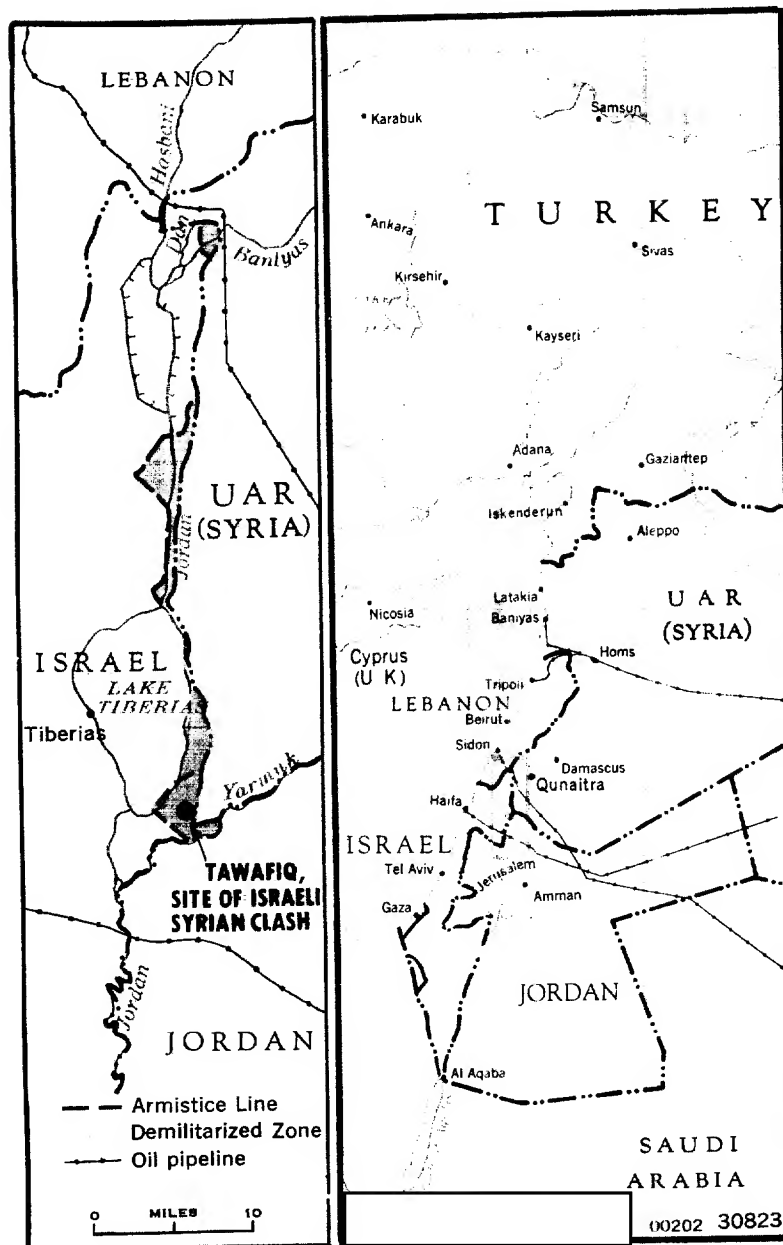 LEBANON
Hasbani
Dan
Baniyas
UAR
(SYRIA)
Jordan
ISRAEL
LAKE
TIBERIAS
Tiberias
Yarmuk
TAWAFIQ,
SITE OF ISRAELI
SYRIAN CLASH
Jordan
JORDAN
Armistice Line
Demilitarized Zone
Oil pipeline
0 MILES 10
Karabuk
Samsun
TURKEY
Ankara
Sivas
Kirsehir
Kayseri
Adana
Gaziantep
Iskenderun
Aleppo
Latakia
Baniyas
Nicosia
UAR
(SYRIA)
Cyprus
(UK)
Homs
Tripoli
LEBANON
Beirut
Sidon
Damascus
Qunaitra
Haifa
ISRAEL
Tel Aviv
Jerusalem
Amman
Gaza
JORDAN
Al Aqaba
SAUDI
ARABIA
00202 30823